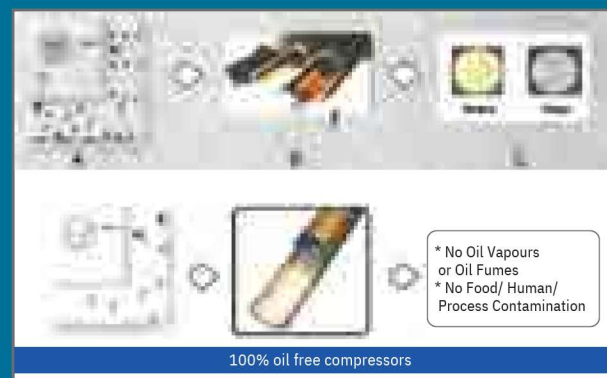 * No Oil Vapours
or Oil Fumes
* No Food/ Human/
Process Contamination
100% oil free compressors